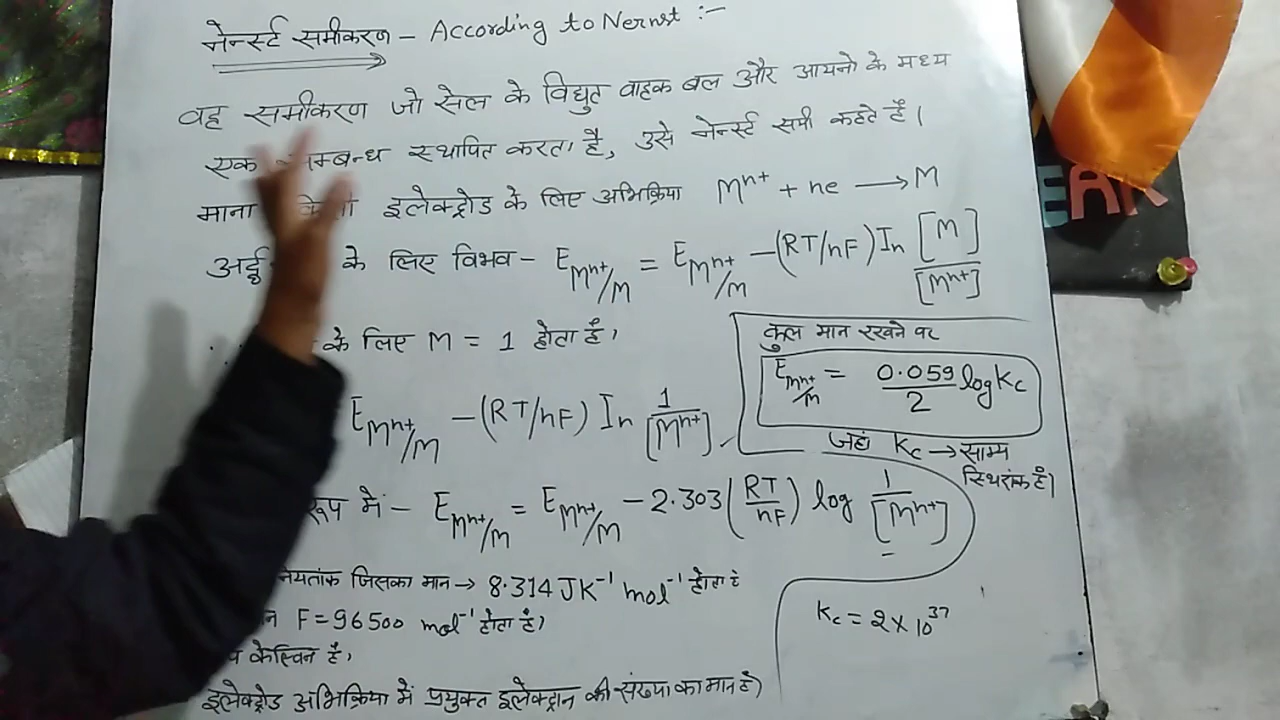 नेर्न्स्ट समीकरण - According to Nernst :-
वह समीकरण जो सेल के विद्युत वाहक बल और आयनो के मध्य
एक सम्बन्ध स्थापित करता है, उसे नेर्न्स्ट समी कहते हैं।
माना इलेक्ट्रोड के लिए अभिक्रिया Mⁿ⁺ + ne ⟶ M
के लिए विभव - E Mⁿ⁺/M = E Mⁿ⁺/M - (RT/nF) In [M]/[Mⁿ⁺]
के लिए M = 1 होता है,
E Mⁿ⁺/M - (RT/nF) In 1/[Mⁿ⁺]
कुल मान रखने पर
E Mⁿ⁺/M = 0.059/2 log Kc
जहां Kc → साम्य
स्थिरांक है।
रूप में - E Mⁿ⁺/M = E Mⁿ⁺/M - 2.303 (RT/nF) log 1/[Mⁿ⁺]
जिसका मान → 8.314 JK⁻¹ mol⁻¹ होता है
F = 96500 mol⁻¹ होता है,
केल्विन है,
Kc = 2 × 10³⁷
इलेक्ट्रोड अभिक्रिया में प्रयुक्त इलेक्ट्रान की संख्या का मान है)
EAR